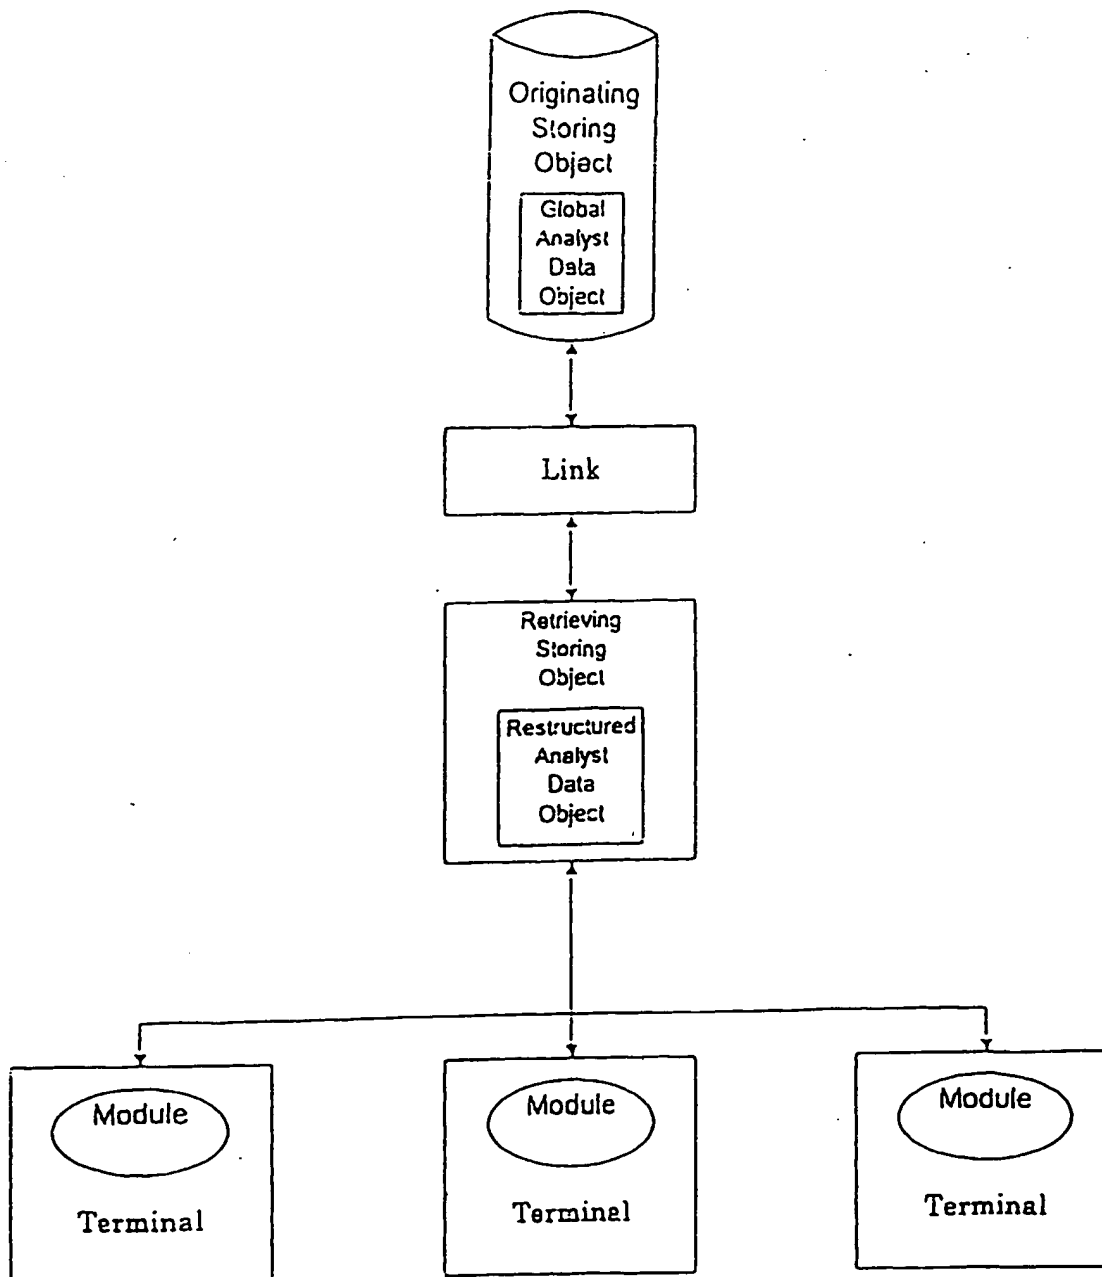 Originating
Storing
Object
Global
Analyst
Data
Object
Link
Retrieving
Storing
Object
Restructured
Analyst
Data
Object
Module
Terminal
Module
Terminal
Module
Terminal